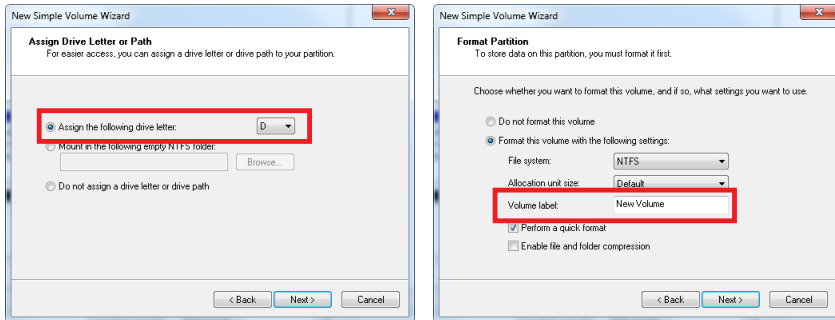 New Simple Volume Wizard
Assign Drive Letter or Path
For easier access, you can assign a drive letter or drive path to your partition.
Assign the following drive letter:
D
Mount in the following empty NTFS folder:
Browse...
Do not assign a drive letter or drive path
< Back
Next >
Cancel
New Simple Volume Wizard
Format Partition
To store data on this partition, you must format it first.
Choose whether you want to format this volume, and if so, what settings you want to use.
Do not format this volume
Format this volume with the following settings:
File system:
NTFS
Allocation unit size:
Default
Volume label:
New Volume
Perform a quick format
Enable file and folder compression
< Back
Next >
Cancel